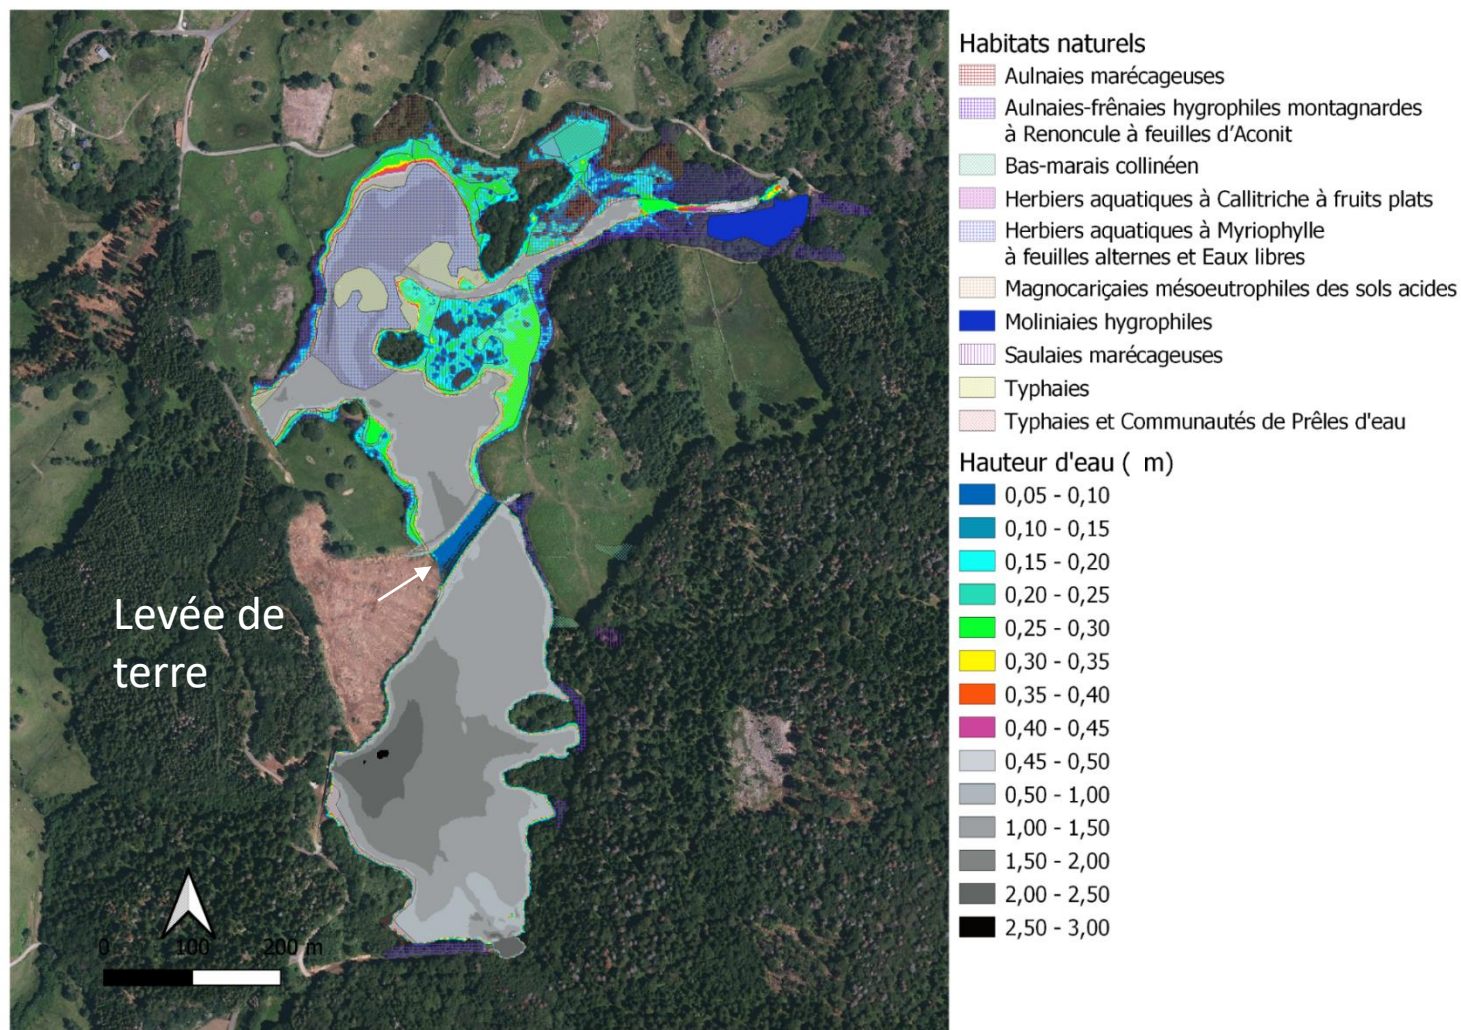 Habitats naturels
Aulnaies marécageuses
Aulnaies-frênaies hygrophiles montagnardes
à Renoncule à feuilles d'Aconit
Bas-marais collinéen
Herbiers aquatiques à Callitriche à fruits plats
Herbiers aquatiques à Myriophylle
à feuilles alternes et Eaux libres
Magnocariçaies mésoeutrophiles des sols acides
Moliniaies hygrophiles
Saulaies marécageuses
Typhaies
Typhaies et Communautés de Prêles d'eau
Hauteur d'eau ( m)
0,05 - 0,10
0,10 - 0,15
0,15 - 0,20
0,20 - 0,25
0,25 - 0,30
0,30 - 0,35
0,35 - 0,40
0,40 - 0,45
0,45 - 0,50
0,50 - 1,00
1,00 - 1,50
1,50 - 2,00
2,00 - 2,50
2,50 - 3,00
Levée de
terre
0 100 200 m